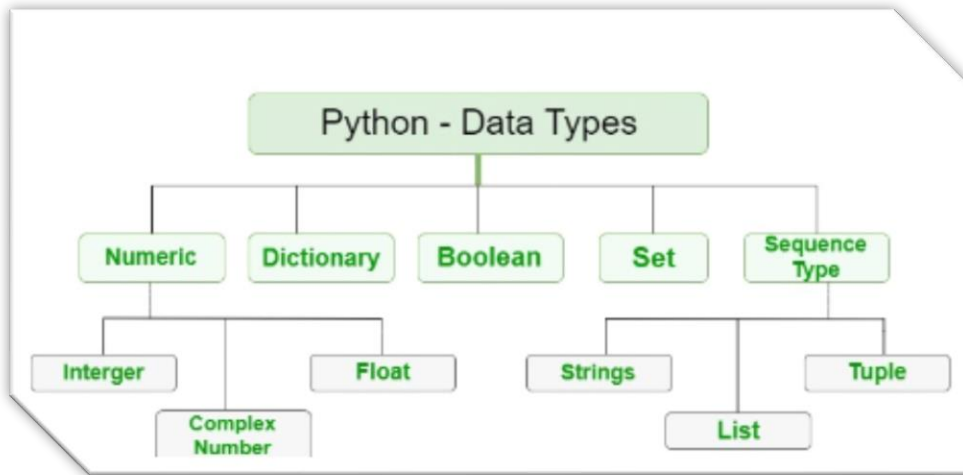 Python - Data Types
Numeric
Dictionary
Boolean
Set
Sequence
Type
Interger
Complex
Number
Float
Strings
List
Tuple